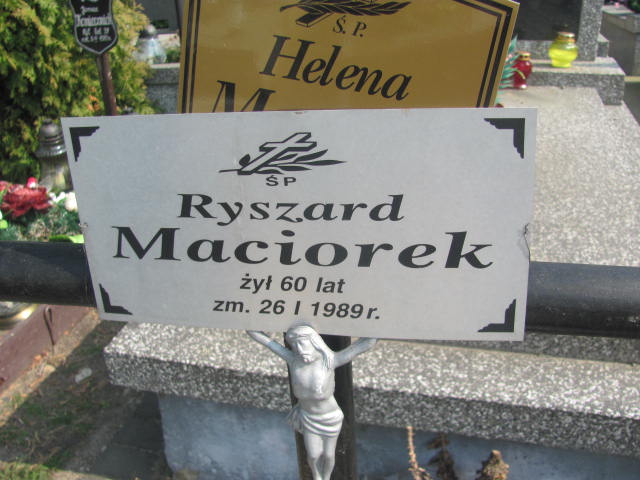 Ś.P.
Helena
ŚP
Ryszard
Maciorek
żył 60 lat
zm. 26 I 1989 r.